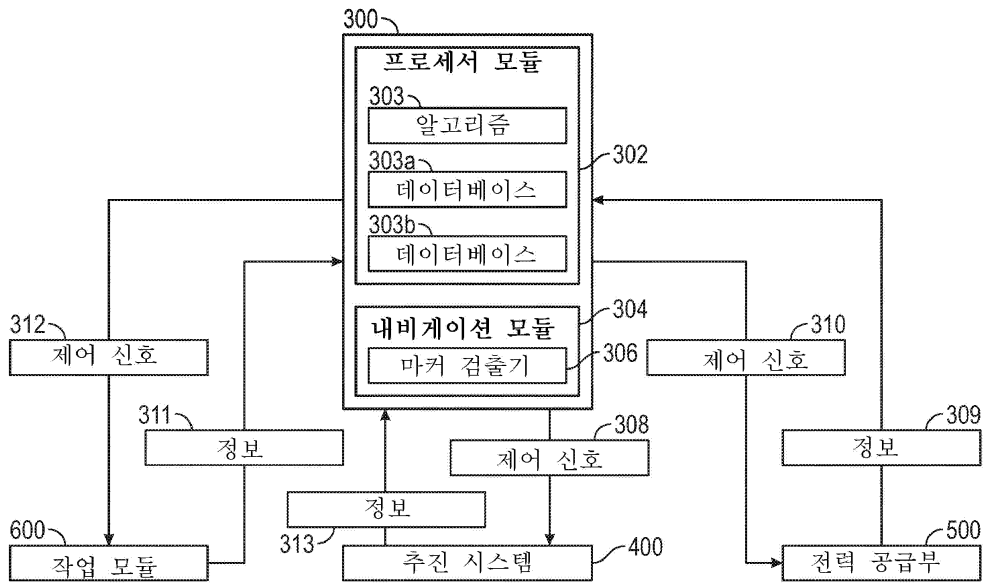 300
프로세서 모듈
303
알고리즘
302
303a
데이터베이스
303b
데이터베이스
304
내비게이션 모듈
306
마커 검출기
312
제어 신호
310
제어 신호
311
정보
308
제어 신호
309
정보
정보
313
600
작업 모듈
추진 시스템
400
500
전력 공급부